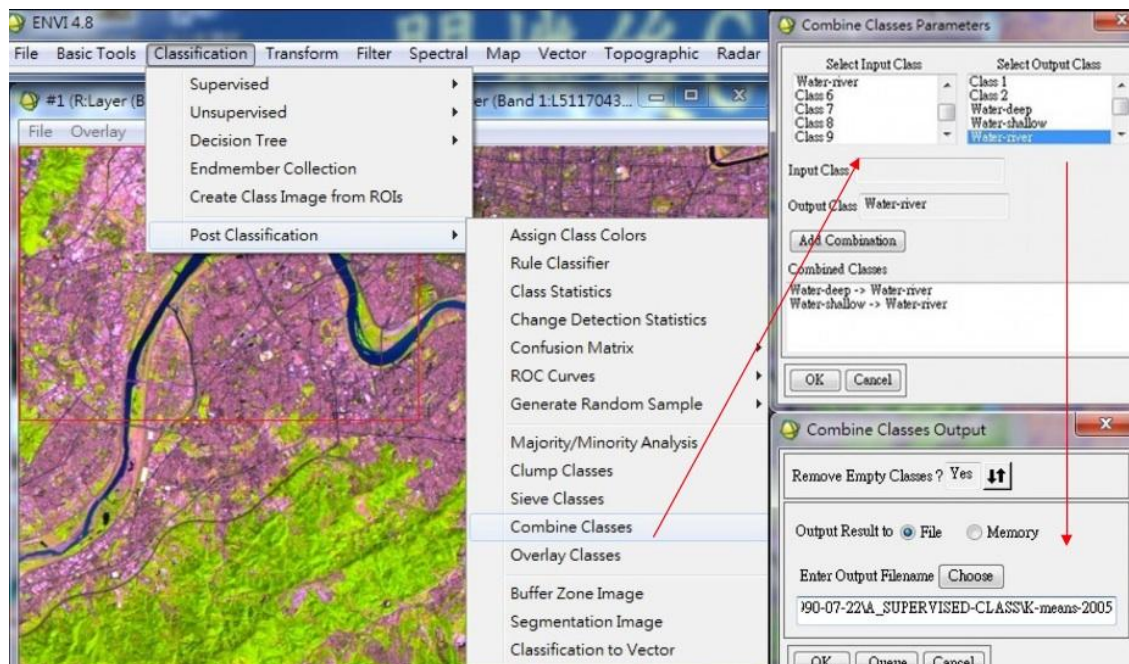 ENVI 4.8
File Basic Tools Classification Transform Filter Spectral Map Vector Topographic Radar
#1 (R:Layer (B
er (Band 1:L5117043...
File Overlay
Supervised
Unsupervised
Decision Tree
Endmember Collection
Create Class Image from ROIs
Post Classification
Assign Class Colors
Rule Classifier
Class Statistics
Change Detection Statistics
Confusion Matrix
ROC Curves
Generate Random Sample
Majority/Minority Analysis
Clump Classes
Sieve Classes
Combine Classes
Overlay Classes
Buffer Zone Image
Segmentation Image
Classification to Vector
Combine Classes Parameters
Select Input Class
Water-river
Class 6
Class 7
Class 8
Class 9
Select Output Class
Class 1
Class 2
Water-deep
Water-shallow
Water-river
Input Class
Output Class Water-river
Add Combination
Combined Classes
Water-deep -> Water-river
Water-shallow -> Water-river
OK Cancel
Combine Classes Output
Remove Empty Classes ? Yes
Output Result to File Memory
Enter Output Filename Choose
)90-07-22\A_SUPERVISED-CLASS\K-means-2005
OK Queue Cancel